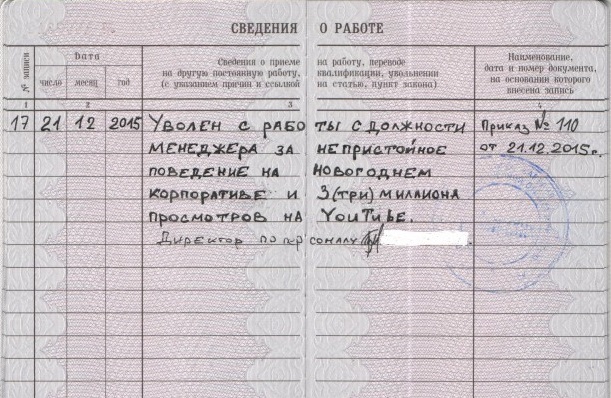 СВЕДЕНИЯ О РАБОТЕ
№ записи
Дата
число месяц год
Сведения о приеме на работу, переводе
на другую постоянную работу, квалификации, увольнении
(с указанием причин и ссылкой на статью, пункт закона)
Наименование,
дата и номер документа,
на основании которого
внесена запись
1 2 3 4
17 21 12 2015 Уволен с работы с должности Приказ № 110
менеджера за непристойное от 21.12.2015г.
поведение на новогоднем
корпоративе и 3 (три) милиона
просмотров на YouTube.
Директор по персоналу